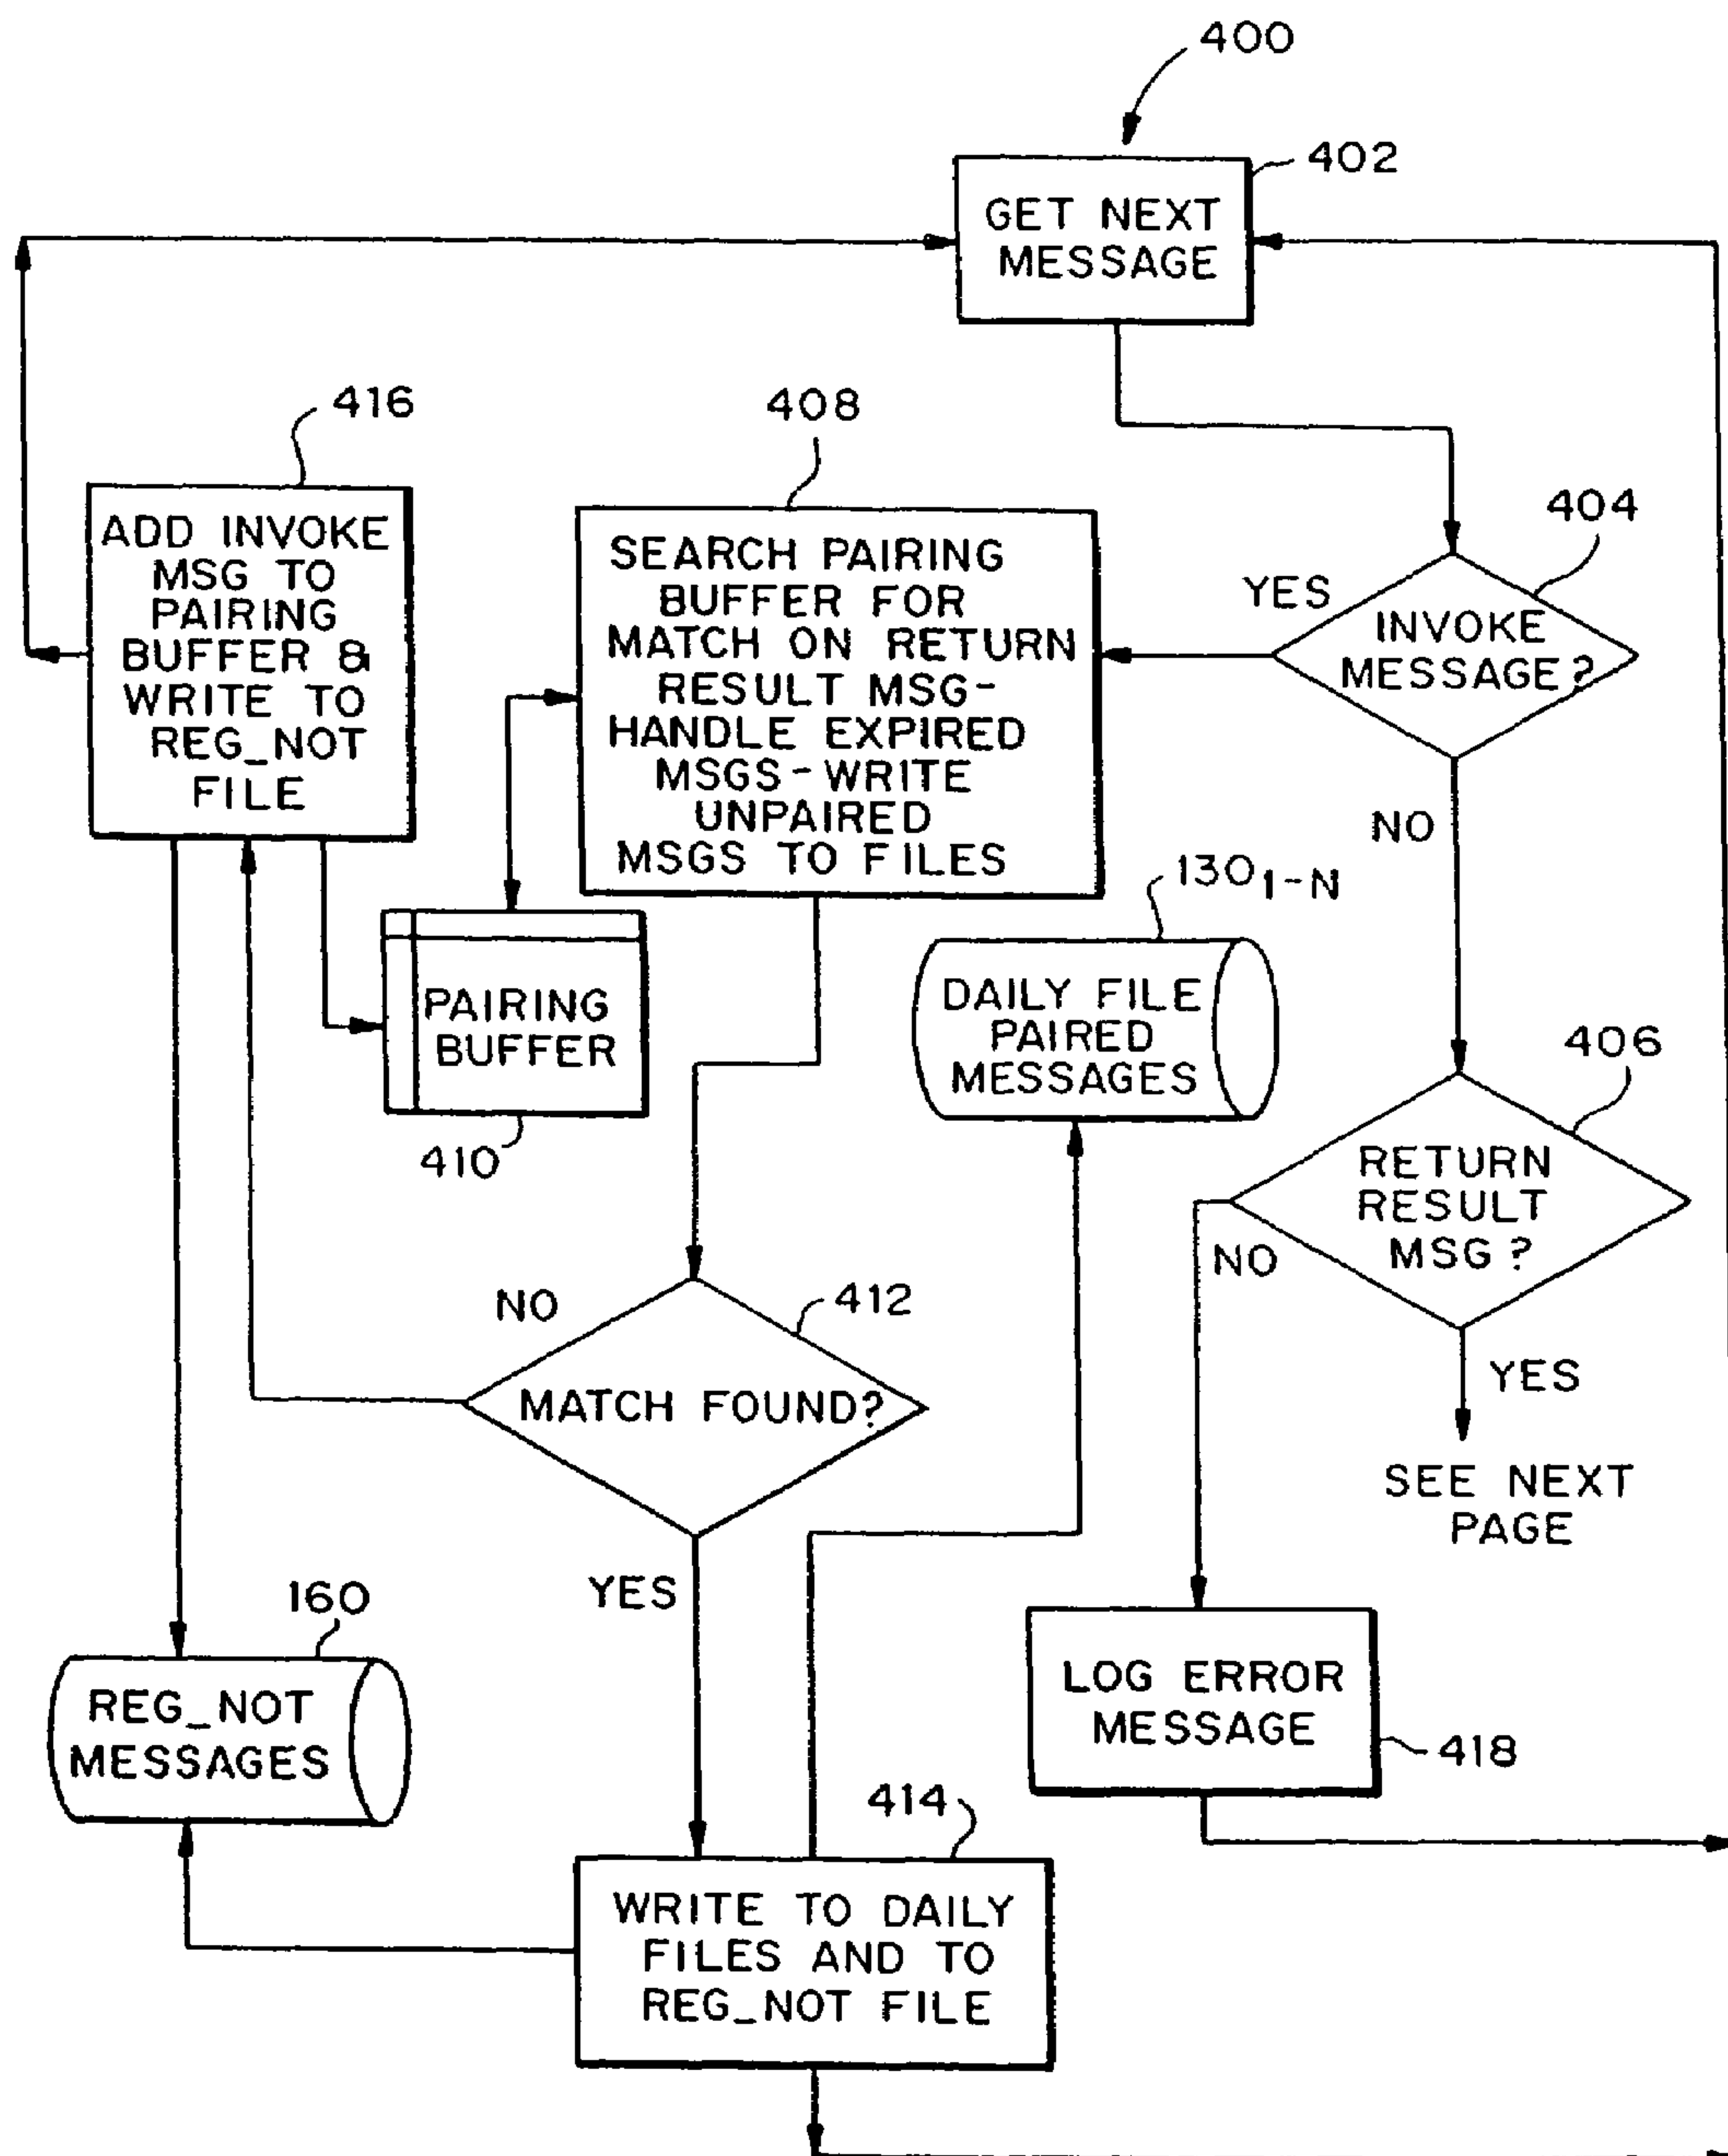 400
402
GET NEXT
MESSAGE
416
408
404
ADD INVOKE
MSG TO
PAIRING
BUFFER &
WRITE TO
REG_NOT
FILE
SEARCH PAIRING
BUFFER FOR
MATCH ON RETURN
RESULT MSG-
HANDLE EXPIRED
MSGS-WRITE
UNPAIRED
MSGS TO FILES
YES
INVOKE
MESSAGE?
NO
130₁₋N
PAIRING
BUFFER
410
DAILY FILE
PAIRED
MESSAGES
406
RETURN
RESULT
MSG?
NO
YES
SEE NEXT
PAGE
NO
412
MATCH FOUND?
YES
160
REG_NOT
MESSAGES
LOG ERROR
MESSAGE
418
414
WRITE TO DAILY
FILES AND TO
REG_NOT FILE